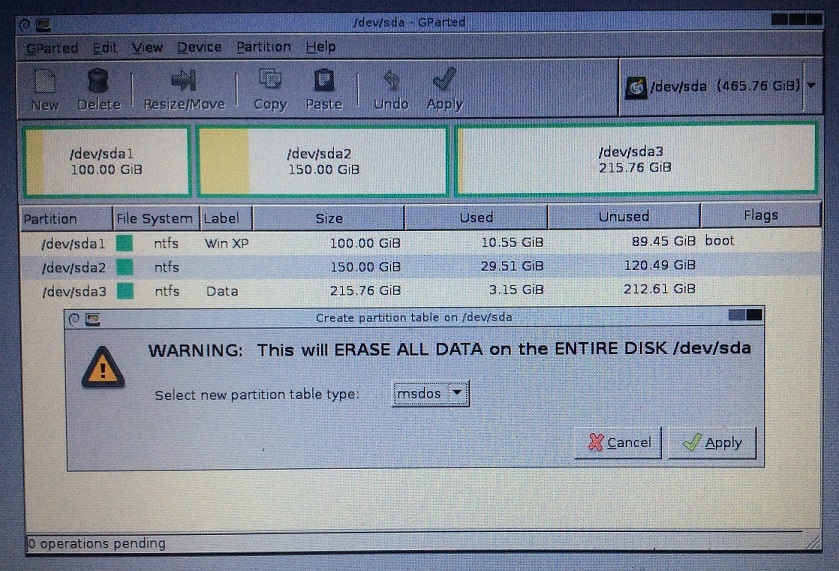 /dev/sda - GParted
GParted Edit View Device Partition Help
New Delete Resize/Move Copy Paste Undo Apply /dev/sda (465.76 GiB)
/dev/sda1 /dev/sda2 /dev/sda3
100.00 GiB 150.00 GiB 215.76 GiB
Partition File System Label Size Used Unused Flags
/dev/sda1 ntfs Win XP 100.00 GiB 10.55 GiB 89.45 GiB boot
/dev/sda2 ntfs 150.00 GiB 29.51 GiB 120.49 GiB
/dev/sda3 ntfs Data 215.76 GiB 3.15 GiB 212.61 GiB
Create partition table on /dev/sda
WARNING: This will ERASE ALL DATA on the ENTIRE DISK /dev/sda
Select new partition table type: msdos
Cancel Apply
0 operations pending